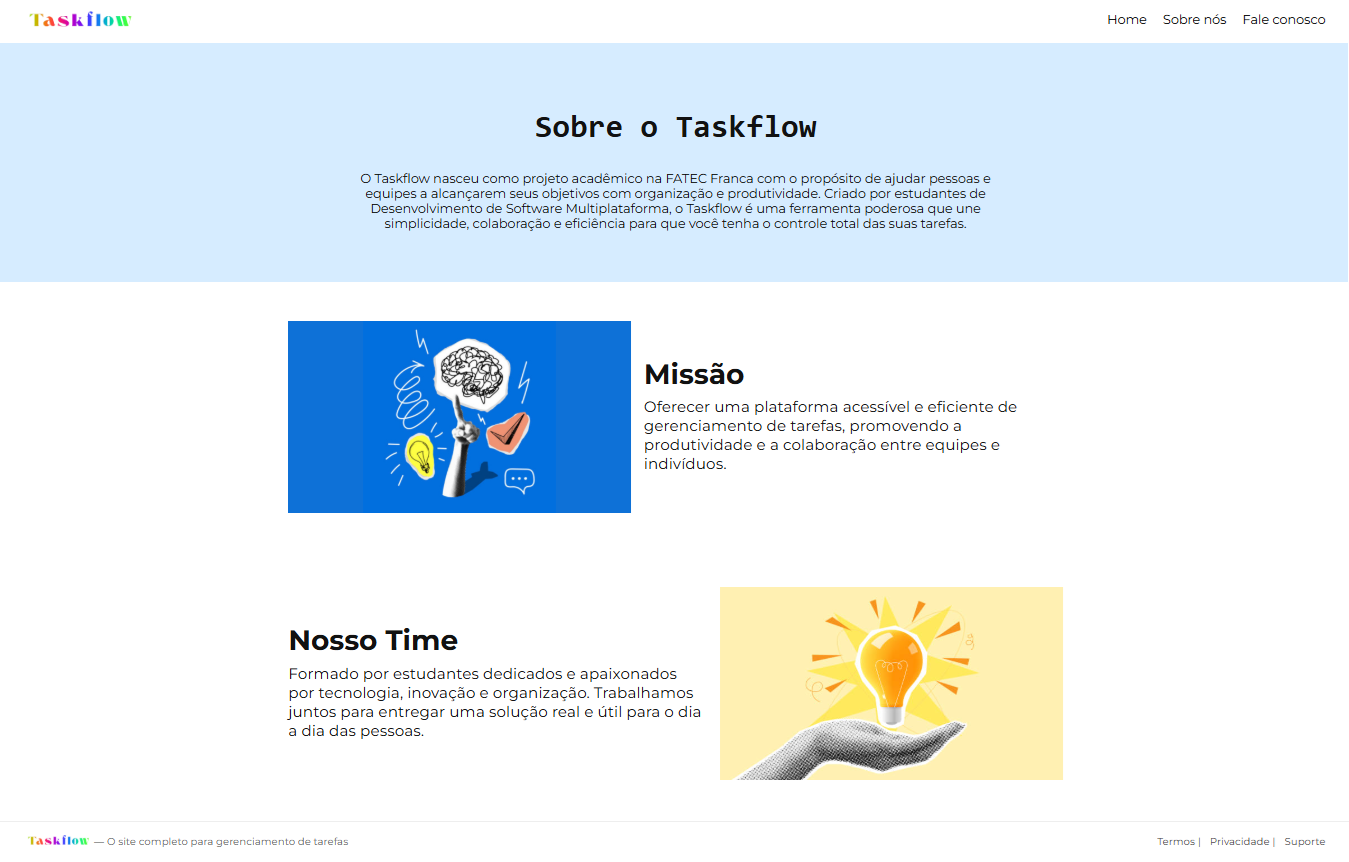 Taskflow
Home Sobre nós Fale conosco
Sobre o Taskflow
O Taskflow nasceu como projeto acadêmico na FATEC Franca com o propósito de ajudar pessoas e
equipes a alcançarem seus objetivos com organização e produtividade. Criado por estudantes de
Desenvolvimento de Software Multiplataforma, o Taskflow é uma ferramenta poderosa que une
simplicidade, colaboração e eficiência para que você tenha o controle total das suas tarefas.
Missão
Oferecer uma plataforma acessível e eficiente de
gerenciamento de tarefas, promovendo a
produtividade e a colaboração entre equipes e
indivíduos.
Nosso Time
Formado por estudantes dedicados e apaixonados
por tecnologia, inovação e organização. Trabalhamos
juntos para entregar uma solução real e útil para o dia
a dia das pessoas.
Taskflow — O site completo para gerenciamento de tarefas
Termos | Privacidade | Suporte